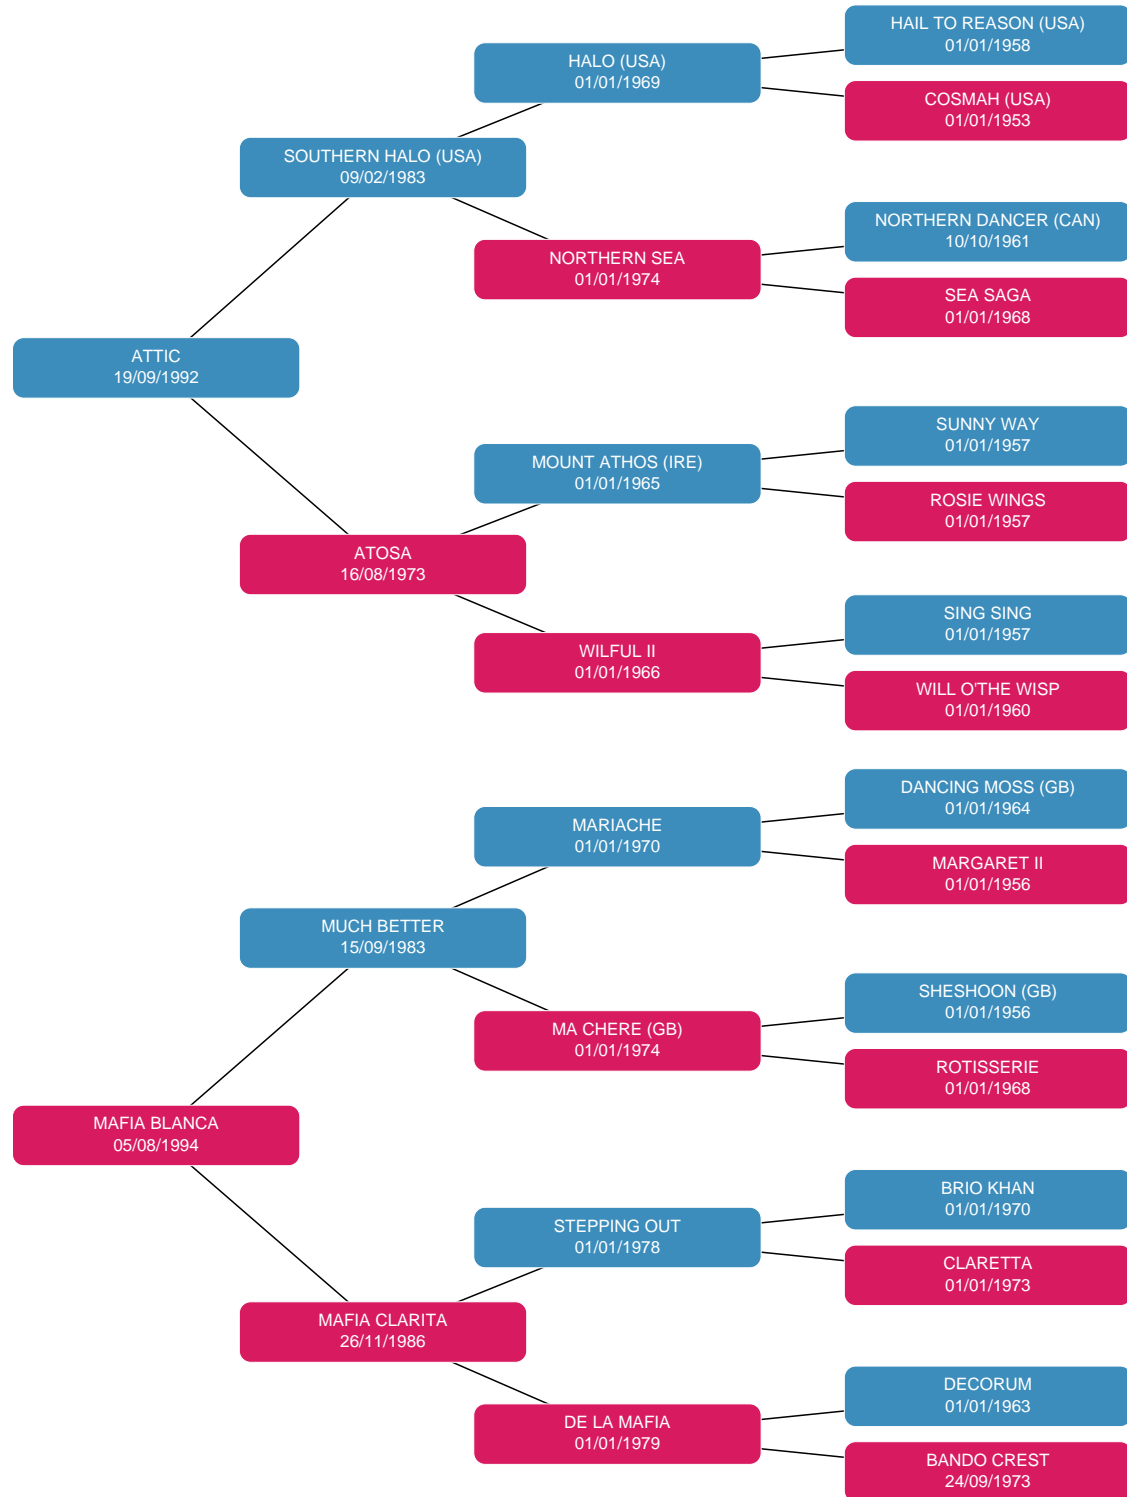 HAIL TO REASON (USA)
01/01/1958
HALO (USA)
01/01/1969
COSMAH (USA)
01/01/1953
SOUTHERN HALO (USA)
09/02/1983
NORTHERN DANCER (CAN)
10/10/1961
NORTHERN SEA
01/01/1974
SEA SAGA
01/01/1968
ATTIC
19/09/1992
SUNNY WAY
01/01/1957
MOUNT ATHOS (IRE)
01/01/1965
ROSIE WINGS
01/01/1957
ATOSA
16/08/1973
SING SING
01/01/1957
WILFUL II
01/01/1966
WILL O'THE WISP
01/01/1960
DANCING MOSS (GB)
01/01/1964
MARIACHE
01/01/1970
MARGARET II
01/01/1956
MUCH BETTER
15/09/1983
SHESHOON (GB)
01/01/1956
MA CHERE (GB)
01/01/1974
ROTISSERIE
01/01/1968
MAFIA BLANCA
05/08/1994
BRIO KHAN
01/01/1970
STEPPING OUT
01/01/1978
CLARETTA
01/01/1973
MAFIA CLARITA
26/11/1986
DECORUM
01/01/1963
DE LA MAFIA
01/01/1979
BANDO CREST
24/09/1973